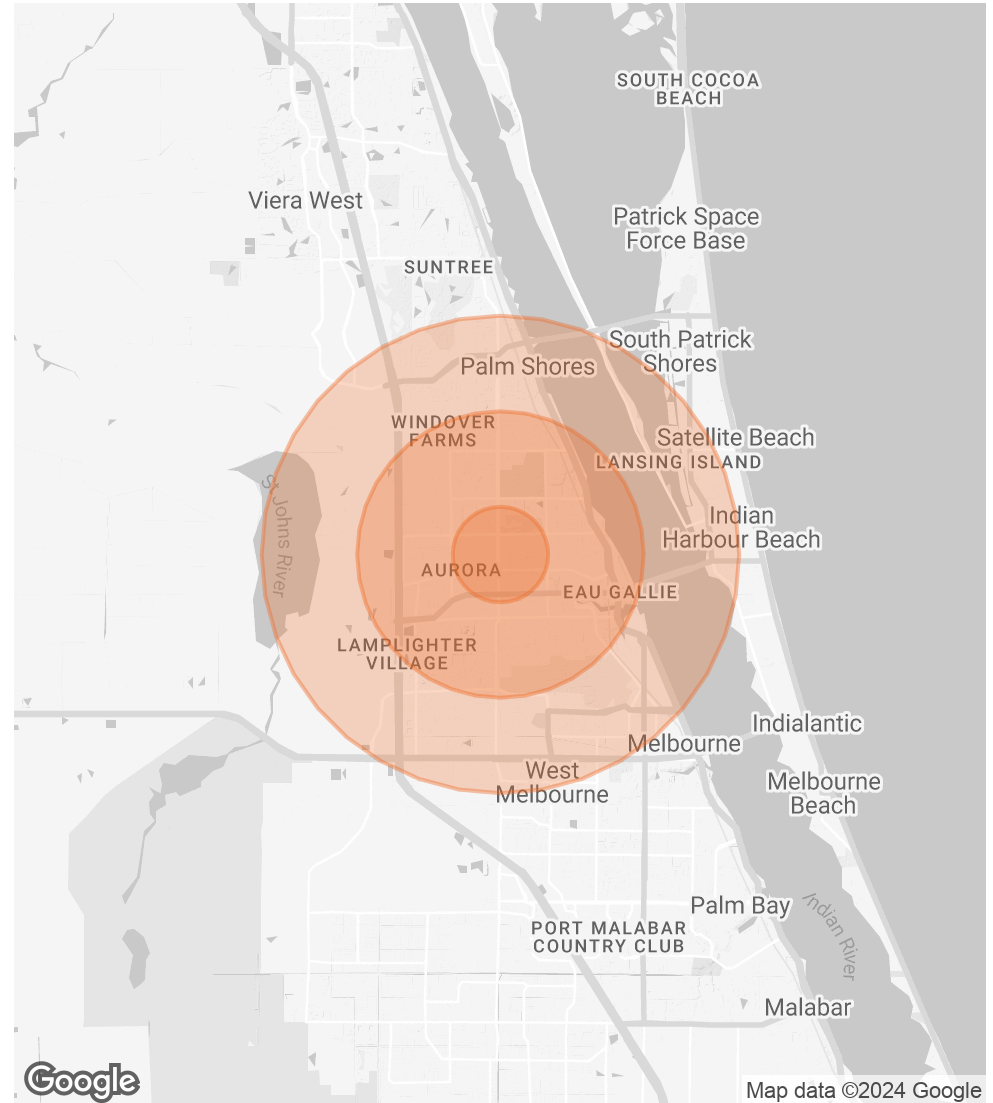 SOUTH COCOA
BEACH
Viera West
Patrick Space
Force Base
SUNTREE
South Patrick
Shores
Palm Shores
WINDOVER
FARMS
Satellite Beach
LANSING ISLAND
St Johns River
Indian
Harbour Beach
AURORA
EAU GALLIE
LAMPLIGHTER
VILLAGE
Indialantic
Melbourne
West
Melbourne
Melbourne
Beach
Palm Bay
Indian River
PORT MALABAR
COUNTRY CLUB
Malabar
Google
Map data ©2024 Google